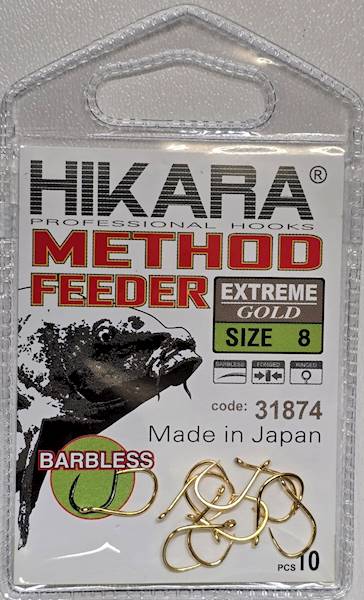 HIKARA®
PROFESSIONAL HOOKS
METHOD
FEEDER
EXTREME
GOLD
SIZE 8
BARBLESS FORGED RINGED
code: 31874
Made in Japan
BARBLESS
PCS 10